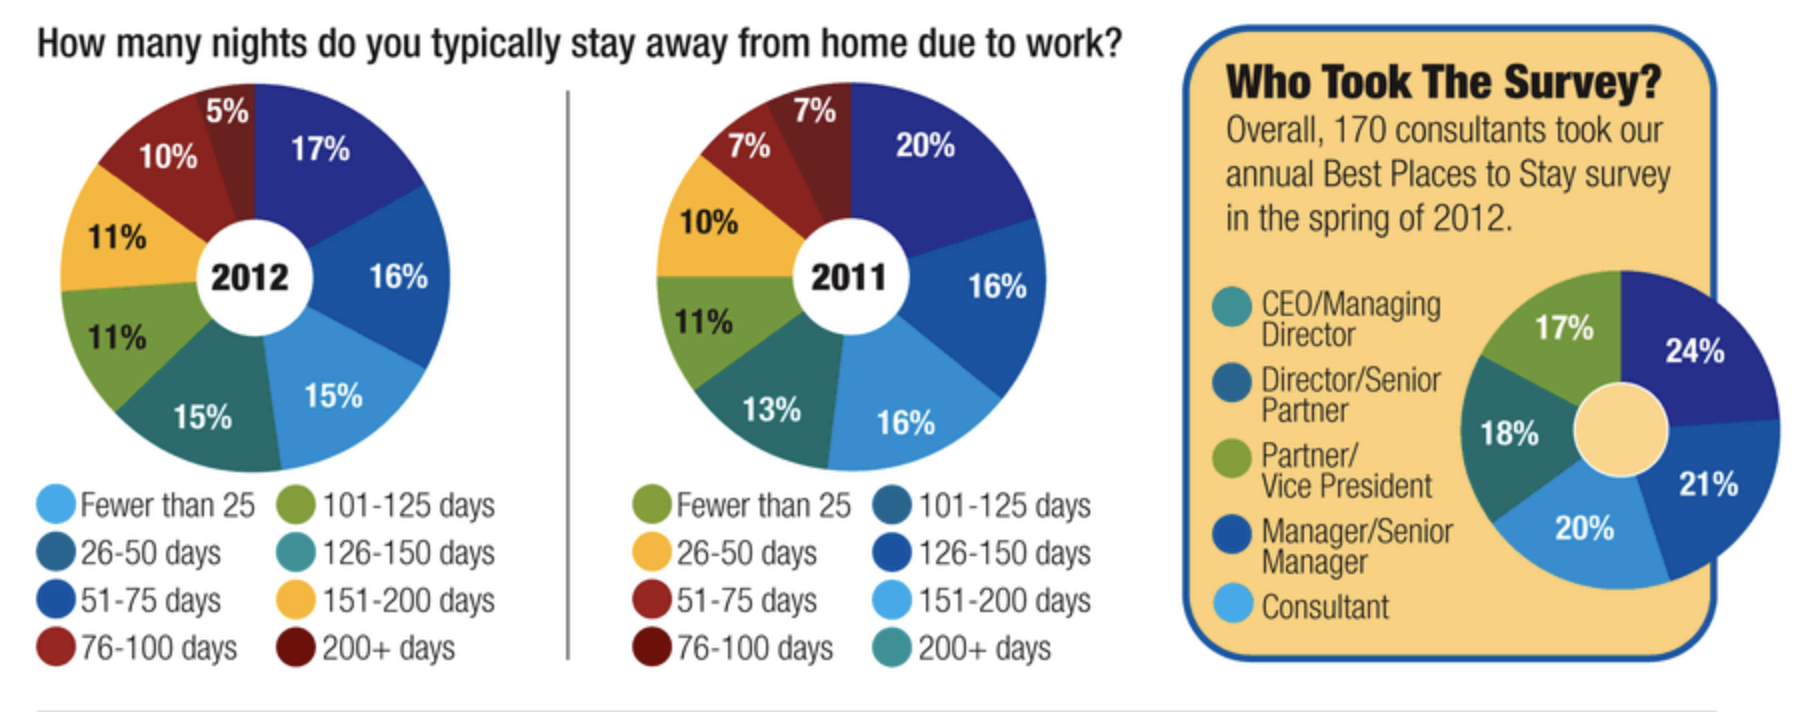 How many nights do you typically stay away from home due to work?
5%
17%
10%
11%
2012
16%
11%
15%
15%
Fewer than 25
101-125 days
26-50 days
126-150 days
51-75 days
151-200 days
76-100 days
200+ days
7%
20%
7%
10%
2011
16%
11%
13%
16%
Fewer than 25
101-125 days
26-50 days
126-150 days
51-75 days
151-200 days
76-100 days
200+ days
Who Took The Survey?
Overall, 170 consultants took our
annual Best Places to Stay survey
in the spring of 2012.
CEO/Managing
Director
Director/Senior
Partner
Partner/
Vice President
Manager/Senior
Manager
Consultant
17%
24%
18%
21%
20%